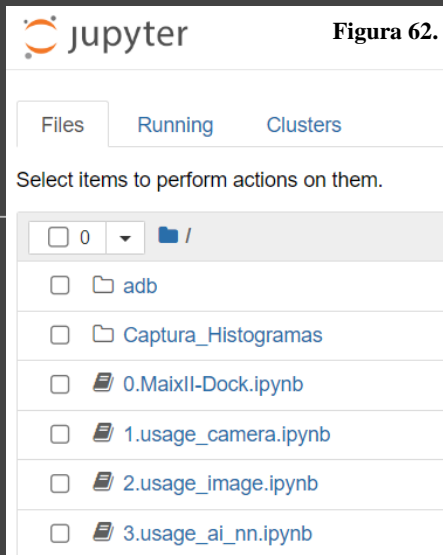 jupyter Figura 62.
Files Running Clusters
Select items to perform actions on them.
0 /
adb
Captura_Histogramas
0.MaixII-Dock.ipynb
1.usage_camera.ipynb
2.usage_image.ipynb
3.usage_ai_nn.ipynb